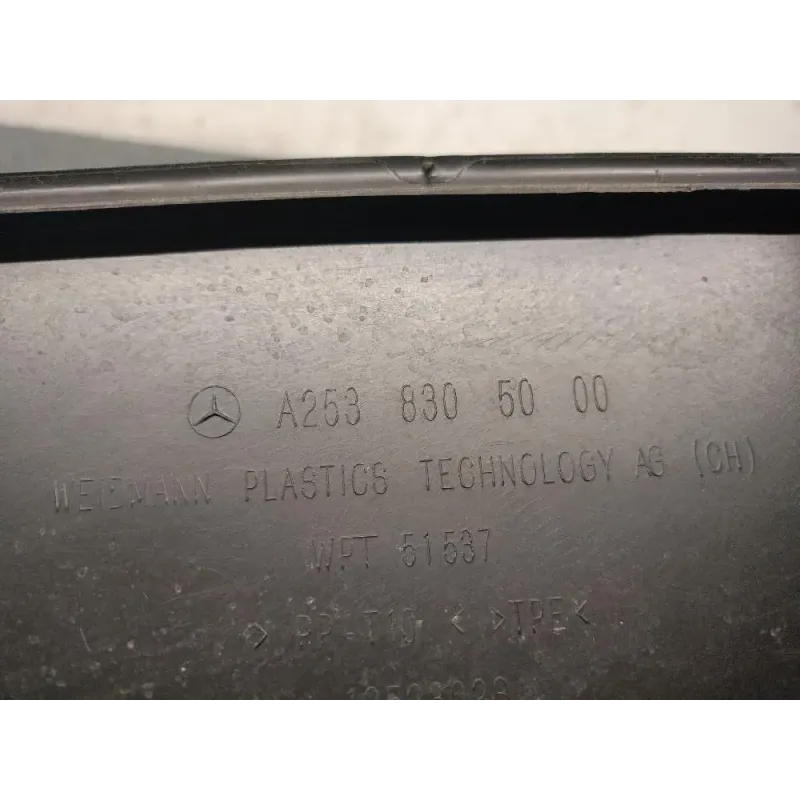 A253 830 50 00
WEIDMANN PLASTICS TECHNOLOGY AG (CH)
WPT 51537
> PP-T10 < >TPE<